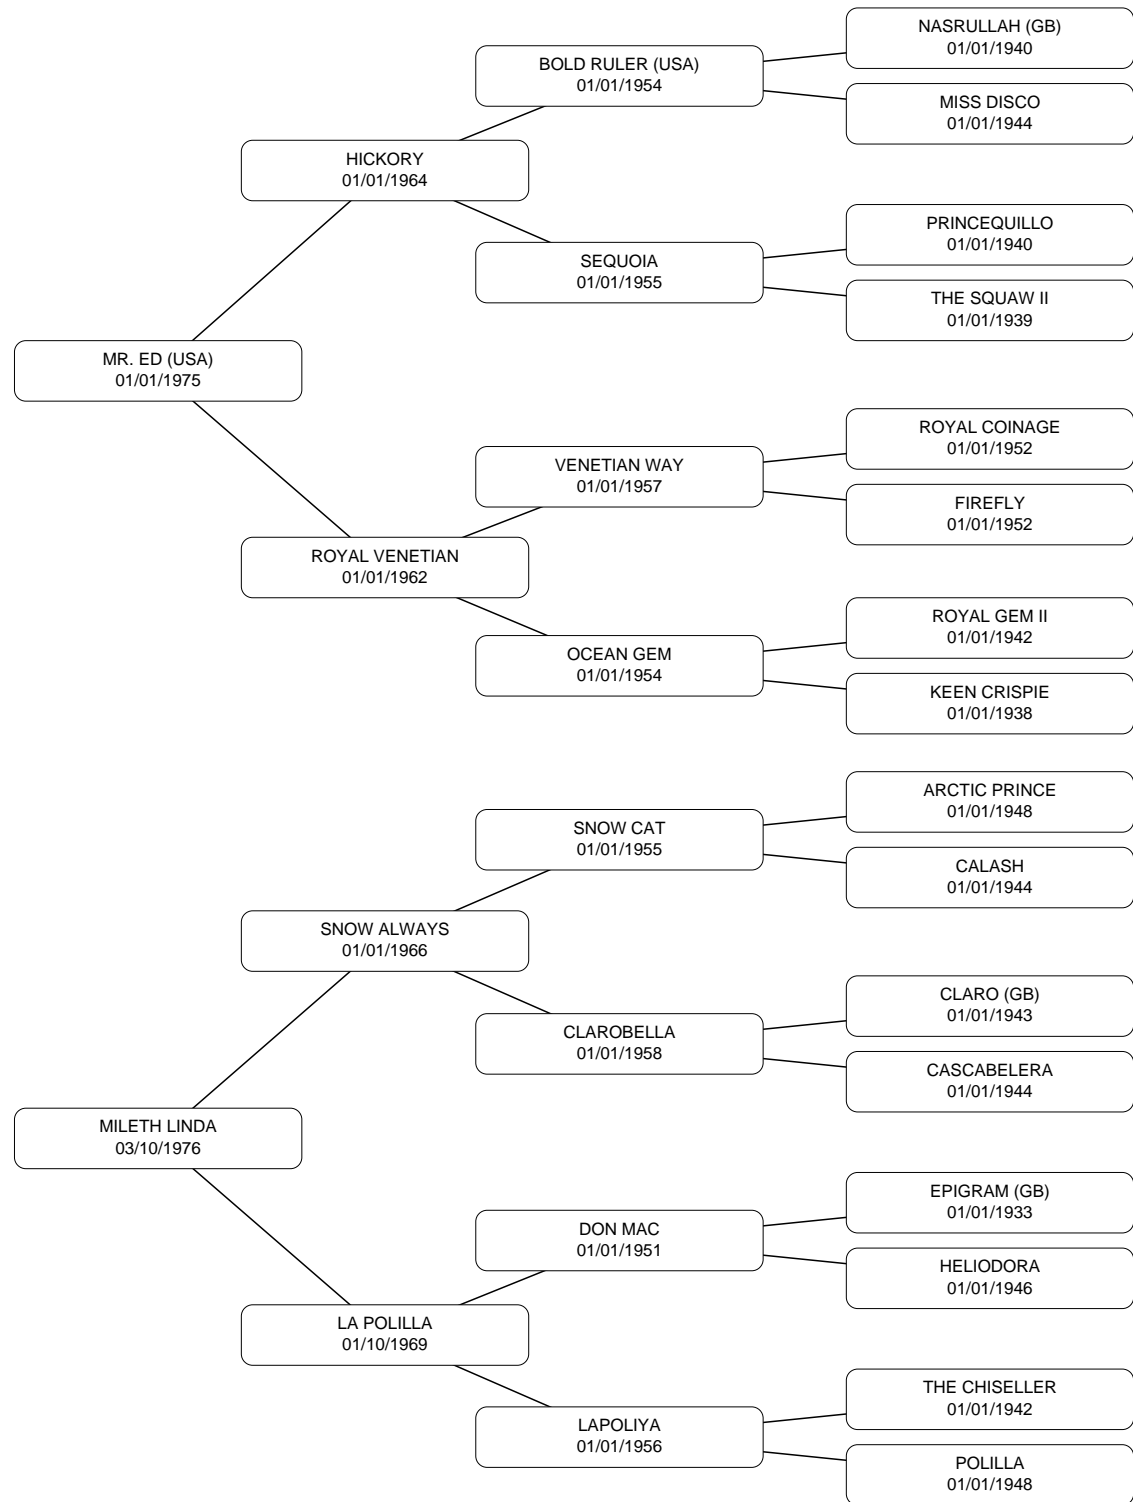 NASRULLAH (GB)
01/01/1940
BOLD RULER (USA)
01/01/1954
MISS DISCO
01/01/1944
HICKORY
01/01/1964
PRINCEQUILLO
01/01/1940
SEQUOIA
01/01/1955
THE SQUAW II
01/01/1939
MR. ED (USA)
01/01/1975
ROYAL COINAGE
01/01/1952
VENETIAN WAY
01/01/1957
FIREFLY
01/01/1952
ROYAL VENETIAN
01/01/1962
ROYAL GEM II
01/01/1942
OCEAN GEM
01/01/1954
KEEN CRISPIE
01/01/1938
ARCTIC PRINCE
01/01/1948
SNOW CAT
01/01/1955
CALASH
01/01/1944
SNOW ALWAYS
01/01/1966
CLARO (GB)
01/01/1943
CLAROBELLA
01/01/1958
CASCABELERA
01/01/1944
MILETH LINDA
03/10/1976
EPIGRAM (GB)
01/01/1933
DON MAC
01/01/1951
HELIODORA
01/01/1946
LA POLILLA
01/10/1969
THE CHISELLER
01/01/1942
LAPOLIYA
01/01/1956
POLILLA
01/01/1948